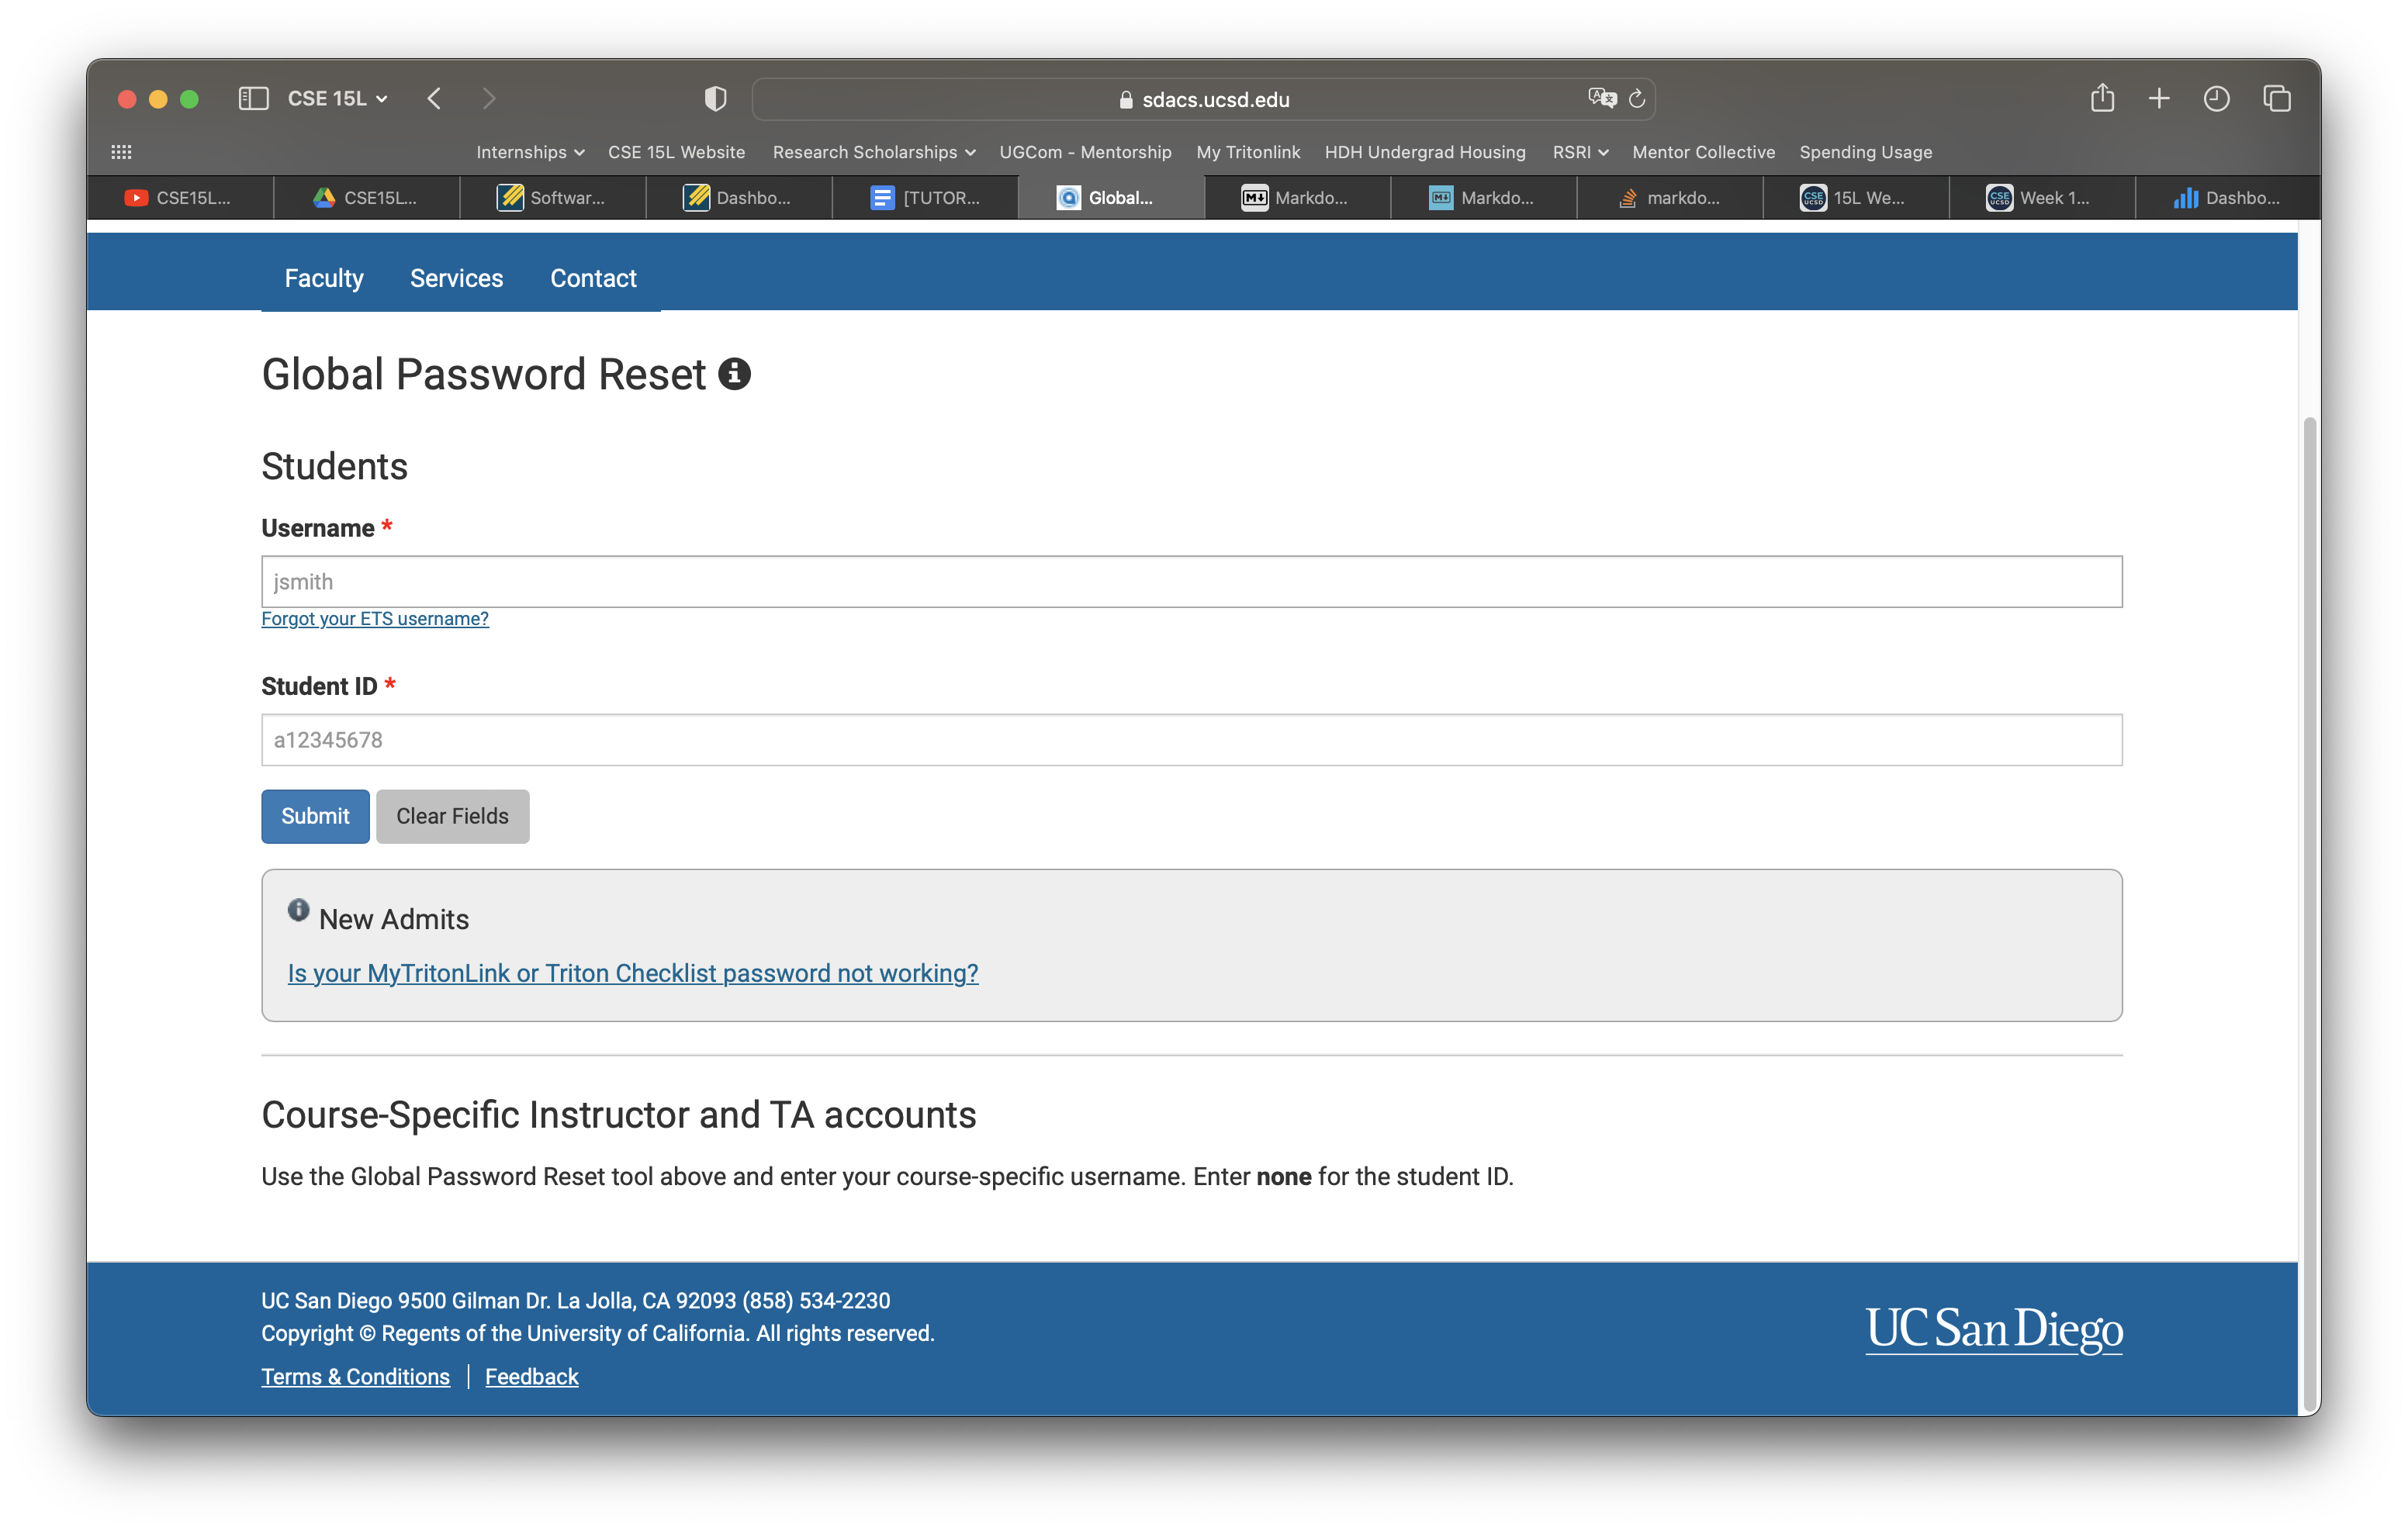 CSE 15L
sdacs.ucsd.edu
Internships CSE 15L Website Research Scholarships UGCom - Mentorship My Tritonlink HDH Undergrad Housing RSRI Mentor Collective Spending Usage
CSE15L... CSE15L... Softwar... Dashbo... [TUTOR... Global... Markdo... Markdo... markdo... 15L We... Week 1... Dashbo...
Faculty Services Contact
Global Password Reset
Students
Username *
jsmith
Forgot your ETS username?
Student ID *
a12345678
Submit Clear Fields
New Admits
Is your MyTritonLink or Triton Checklist password not working?
Course-Specific Instructor and TA accounts
Use the Global Password Reset tool above and enter your course-specific username. Enter none for the student ID.
UC San Diego 9500 Gilman Dr. La Jolla, CA 92093 (858) 534-2230
Copyright © Regents of the University of California. All rights reserved.
Terms & Conditions | Feedback
UC San Diego